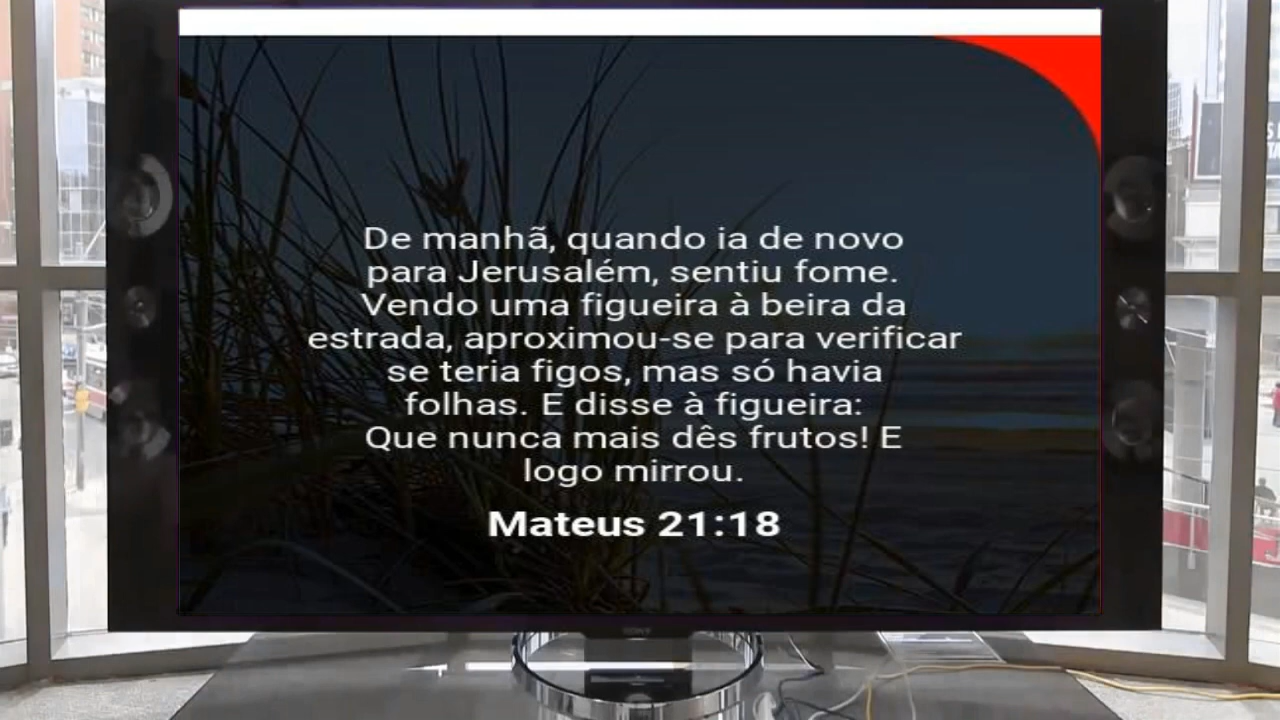 De manhã, quando ia de novo
para Jerusalém, sentiu fome.
Vendo uma figueira à beira da
estrada, aproximou-se para verificar
se teria figos, mas só havia
folhas. E disse à figueira:
Que nunca mais dês frutos! E
logo mirrou.
Mateus 21:18
SONY